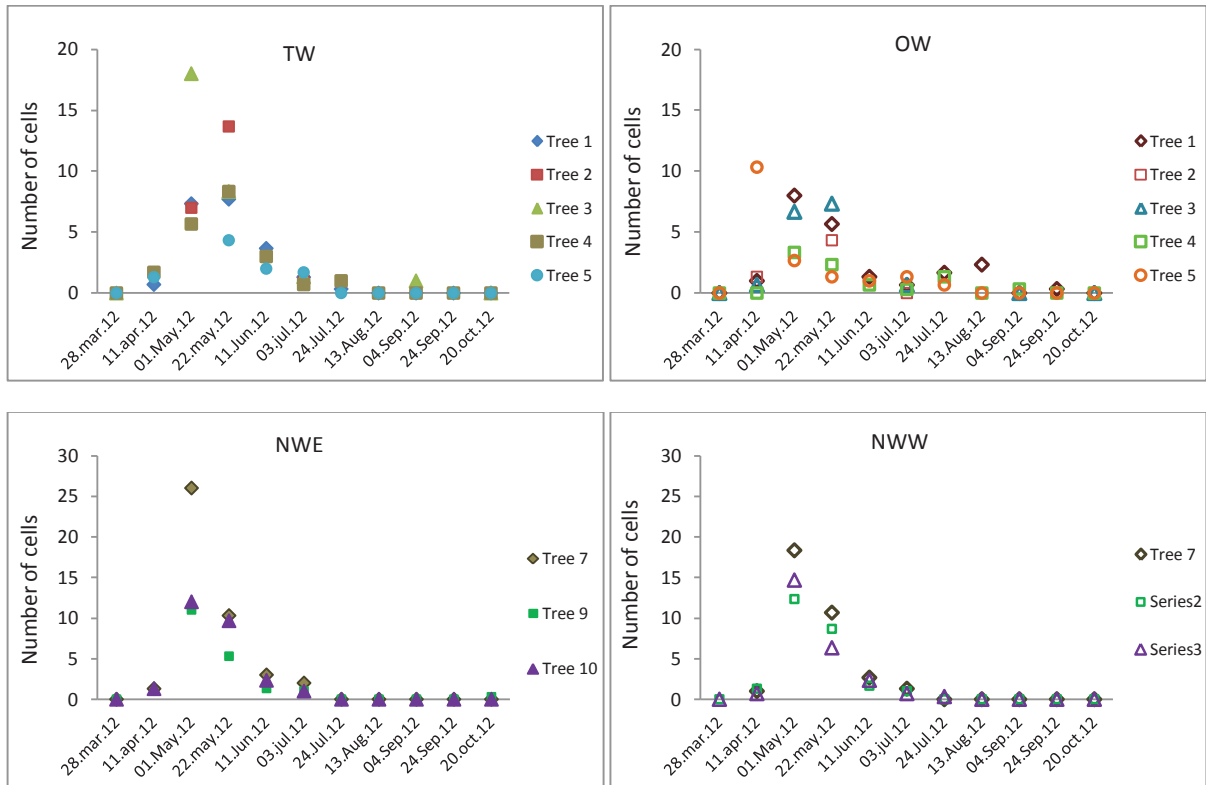 TW
Number of cells
20
15
10
5
0
28.mar.12
11.apr.12
01.May.12
22.may.12
11.Jun.12
03.jul.12
24.Jul.12
13.Aug.12
04.Sep.12
24.Sep.12
20.oct.12
Tree 1
Tree 2
Tree 3
Tree 4
Tree 5
OW
Number of cells
20
15
10
5
0
28.mar.12
11.apr.12
01.May.12
22.may.12
11.Jun.12
03.jul.12
24.Jul.12
13.Aug.12
04.Sep.12
24.Sep.12
20.oct.12
Tree 1
Tree 2
Tree 3
Tree 4
Tree 5
NWE
Number of cells
30
25
20
15
10
5
0
28.mar.12
11.apr.12
01.May.12
22.may.12
11.Jun.12
03.jul.12
24.Jul.12
13.Aug.12
04.Sep.12
24.Sep.12
20.oct.12
Tree 7
Tree 9
Tree 10
NWW
Number of cells
30
25
20
15
10
5
0
28.mar.12
11.apr.12
01.May.12
22.may.12
11.Jun.12
03.jul.12
24.Jul.12
13.Aug.12
04.Sep.12
24.Sep.12
20.oct.12
Tree 7
Series2
Series3